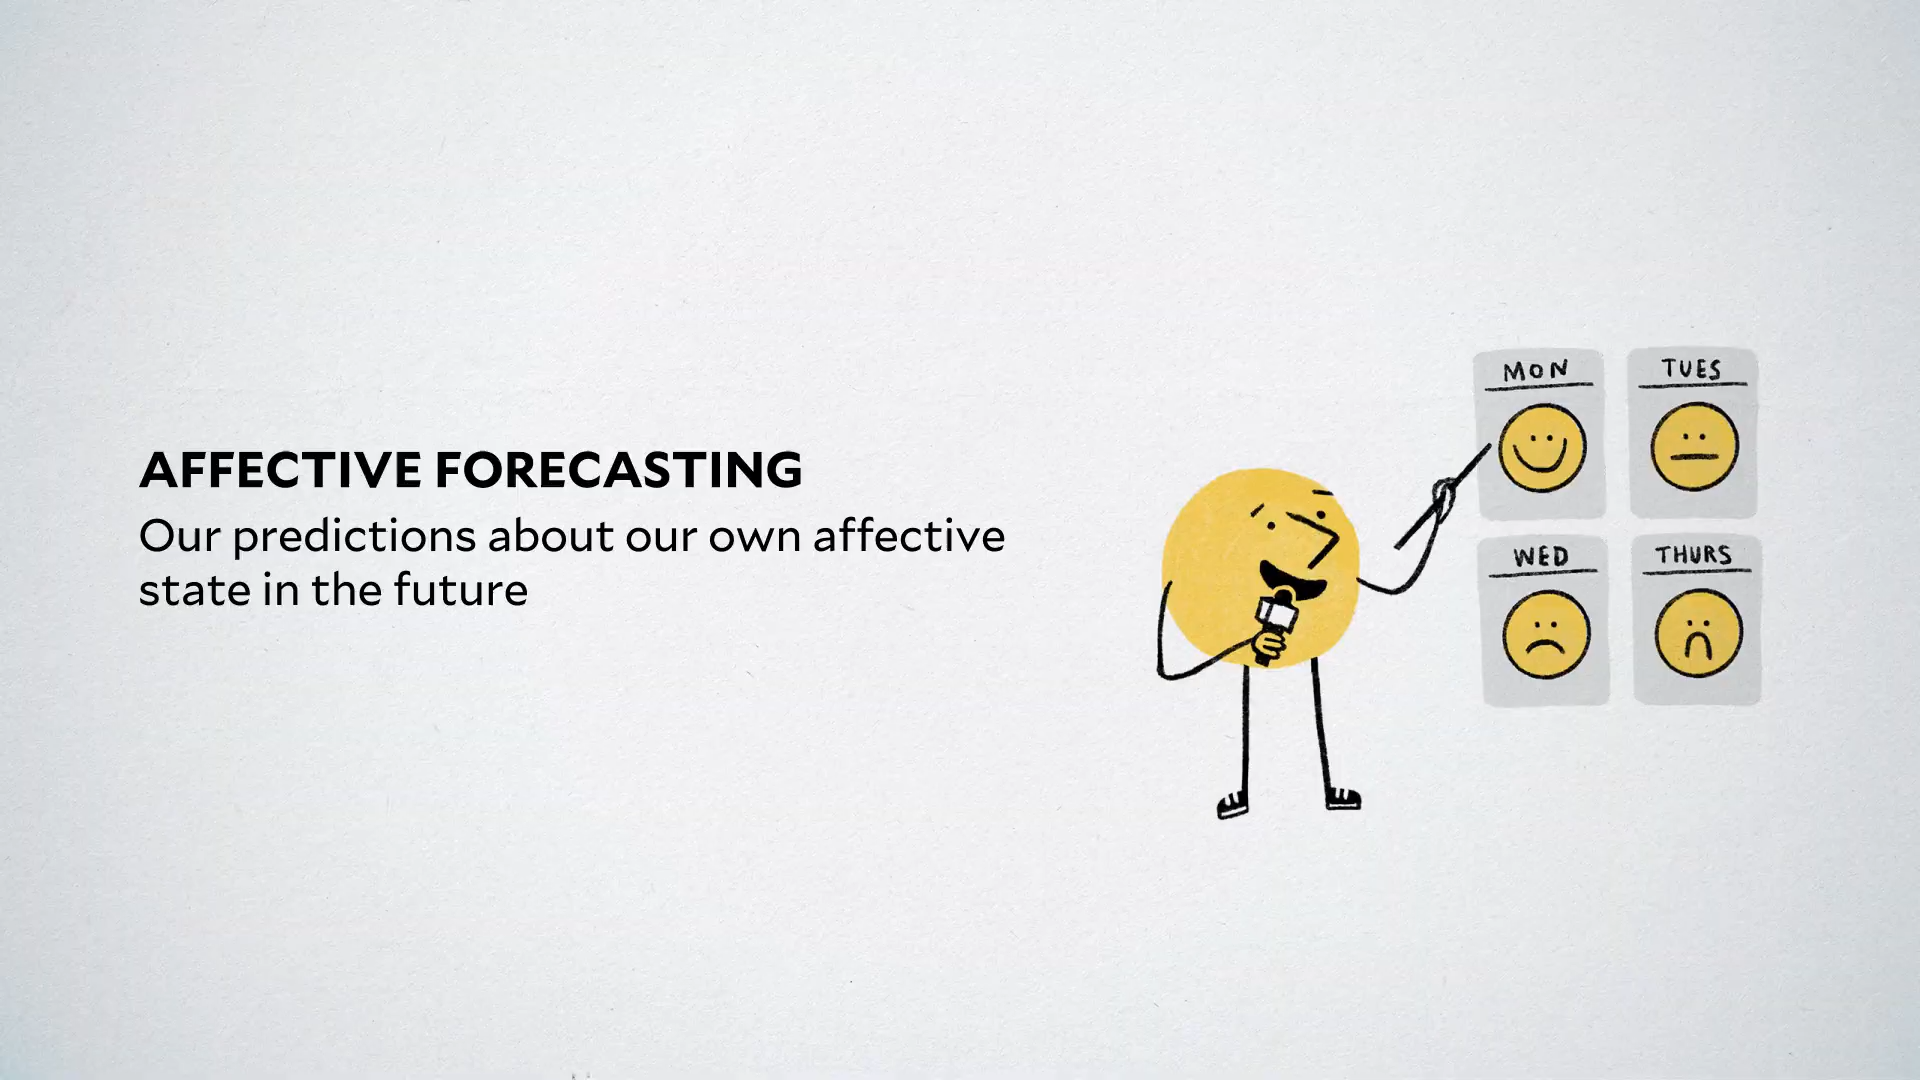 AFFECTIVE FORECASTING
Our predictions about our own affective
state in the future
MON
TUES
WED
THURS